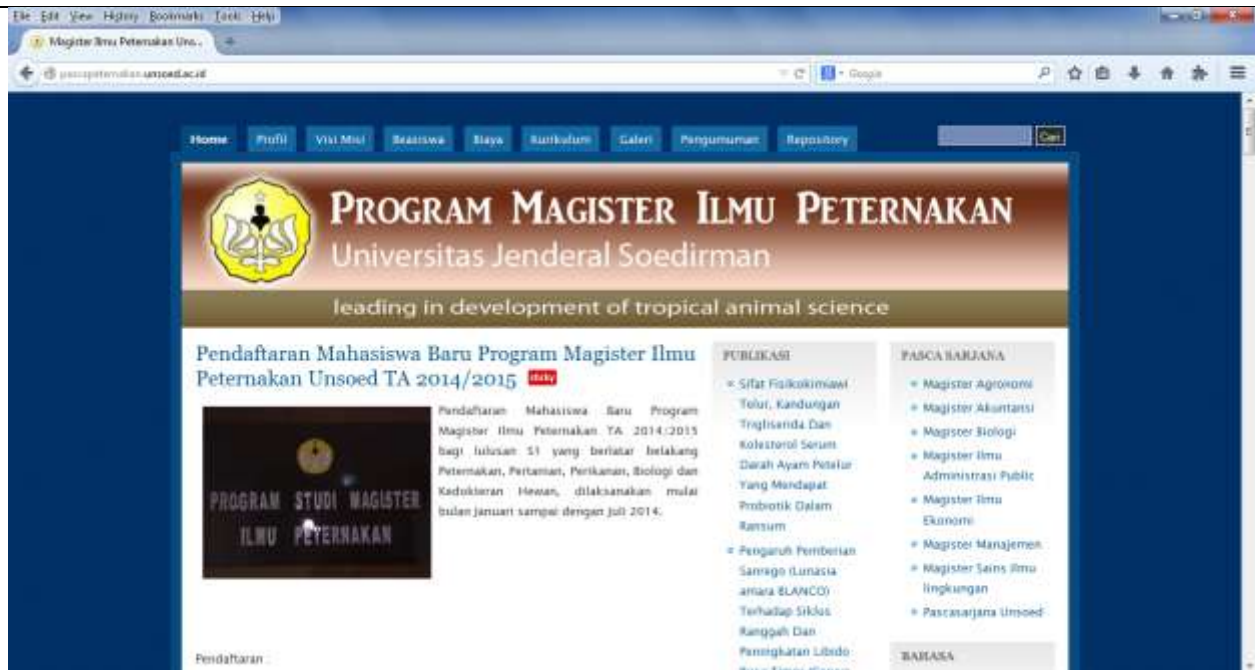 File Edit View History Bookmarks Tools Help
Magister Ilmu Peternakan Uns...
pascapeternakan.unsoed.ac.id
Google
Home Profil Visi Misi Beasiswa Biaya Kurikulum Galeri Pengumuman Repository
Cari
PROGRAM MAGISTER ILMU PETERNAKAN
Universitas Jenderal Soedirman
leading in development of tropical animal science
Pendaftaran Mahasiswa Baru Program Magister Ilmu
Peternakan Unsoed TA 2014/2015 sticky
PROGRAM STUDI MAGISTER
ILMU PETERNAKAN
Pendaftaran Mahasiswa Baru Program
Magister Ilmu Peternakan TA 2014/2015
bagi lulusan S1 yang berlatar belakang
Peternakan, Pertanian, Perikanan, Biologi dan
Kedokteran Hewan, dilaksanakan mulai
bulan Januari sampai dengan Juli 2014.
Pendaftaran :
PUBLIKASI
Sifat Fisikokimiawi
Telur, Kandungan
Trigliserida Dan
Kolesterol Serum
Darah Ayam Petelur
Yang Mendapat
Probiotik Dalam
Ransum
Pengaruh Pemberian
Sanrego (Lunasia
amara BLANCO)
Terhadap Siklus
Ranggah Dan
Peningkatan Libido
PASCA SARJANA
Magister Agronomi
Magister Akuntansi
Magister Biologi
Magister Ilmu
Administrasi Public
Magister Ilmu
Ekonomi
Magister Manajemen
Magister Sains Ilmu
lingkungan
Pascasarjana Unsoed
BAHASA